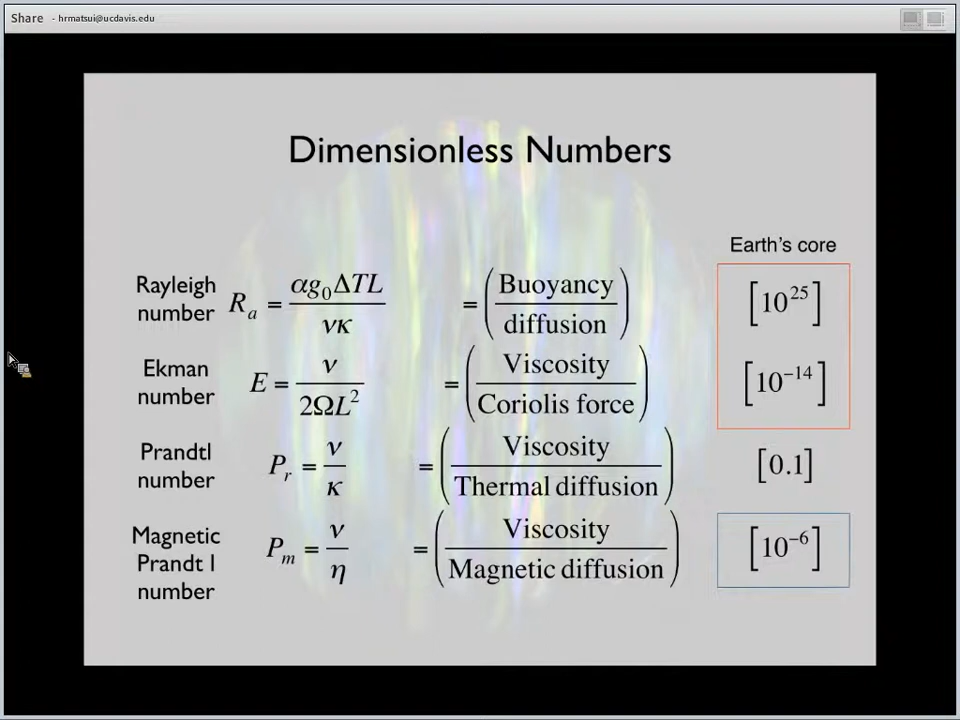 Share - hrmatsui@ucdavis.edu
Dimensionless Numbers
Earth's core
Rayleigh number R_a = αg_0ΔTL / νκ = (Buoyancy / diffusion) [10^25]
Ekman number E = ν / 2ΩL^2 = (Viscosity / Coriolis force) [10^−14]
Prandtl number P_r = ν / κ = (Viscosity / Thermal diffusion) [0.1]
Magnetic Prandt l number P_m = ν / η = (Viscosity / Magnetic diffusion) [10^−6]